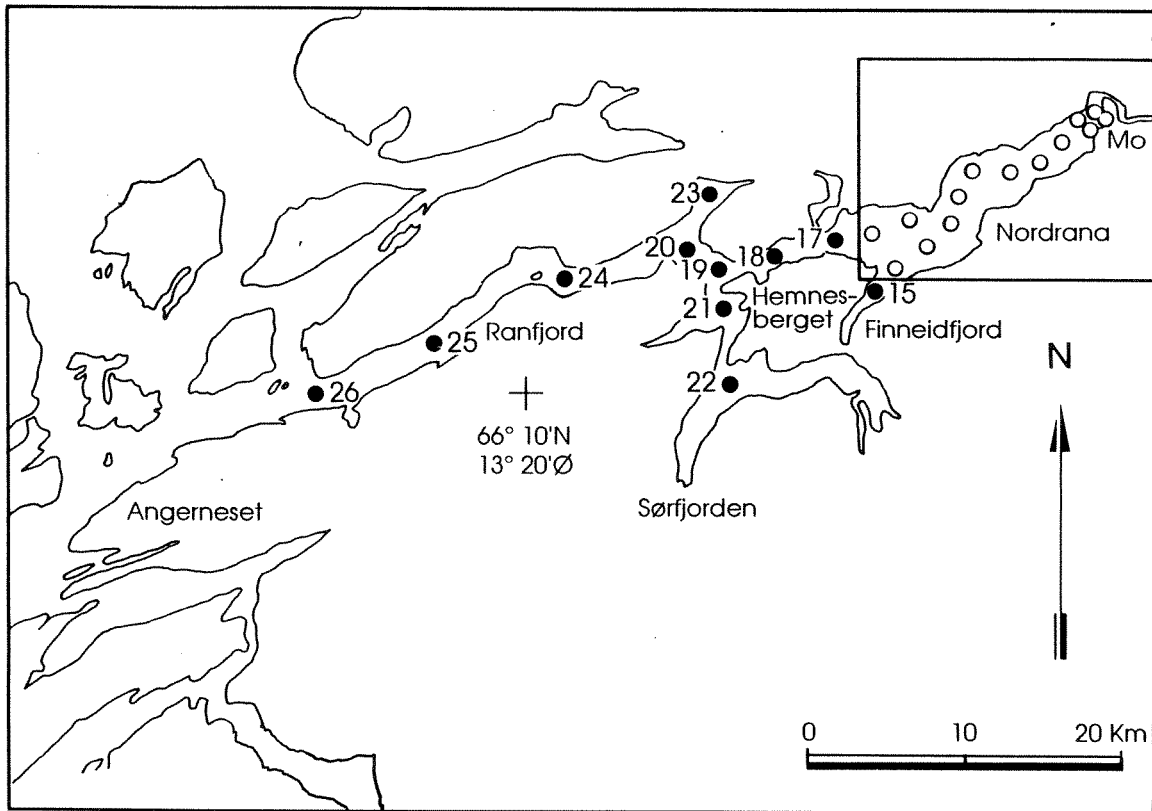 Mo
23
17
Nordrana
20
18
19
24
15
Hemnes-
berget
21
Finneidfjord
Ranfjord
25
N
22
26
66° 10'N
13° 20'Ø
Angerneset
Sørfjorden
0 10 20 Km